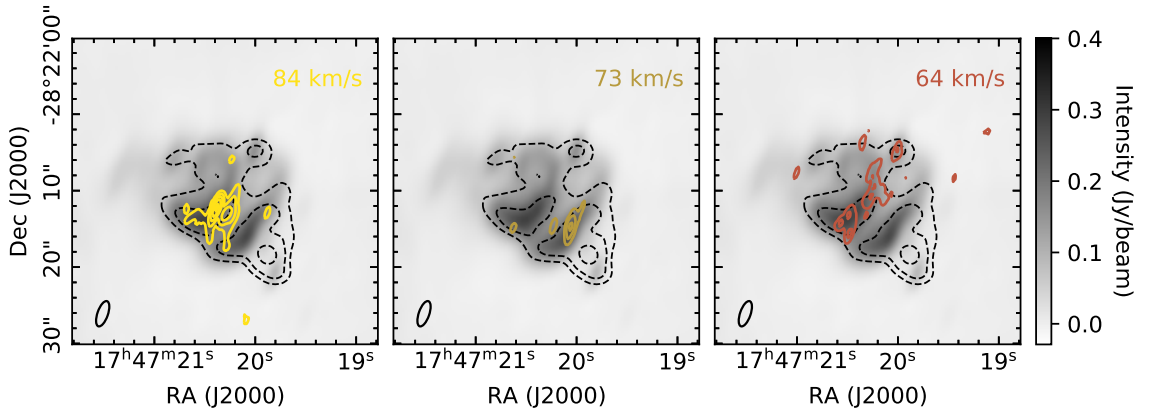 84 km/s
73 km/s
64 km/s
-28°22'00"
10"
20"
30"
Dec (J2000)
17ʰ47ᵐ21ˢ
20ˢ
19ˢ
17ʰ47ᵐ21ˢ
20ˢ
19ˢ
17ʰ47ᵐ21ˢ
20ˢ
19ˢ
RA (J2000)
RA (J2000)
RA (J2000)
0.4
0.3
0.2
0.1
0.0
Intensity (Jy/beam)